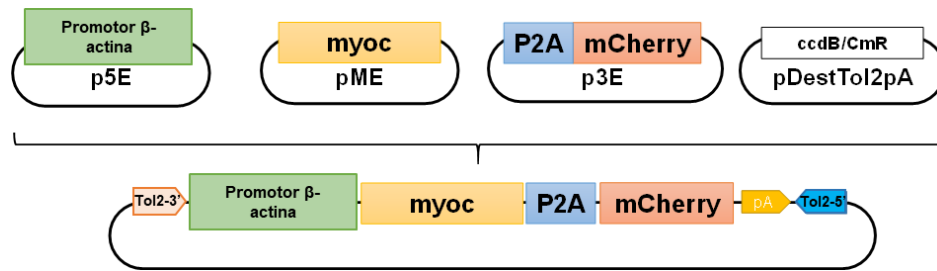 Promotor β-
actina
p5E
myoc
pME
P2A mCherry
p3E
ccdB/CmR
pDestTol2pA
Tol2-3' Promotor β-
actina myoc P2A mCherry pA Tol2-5'